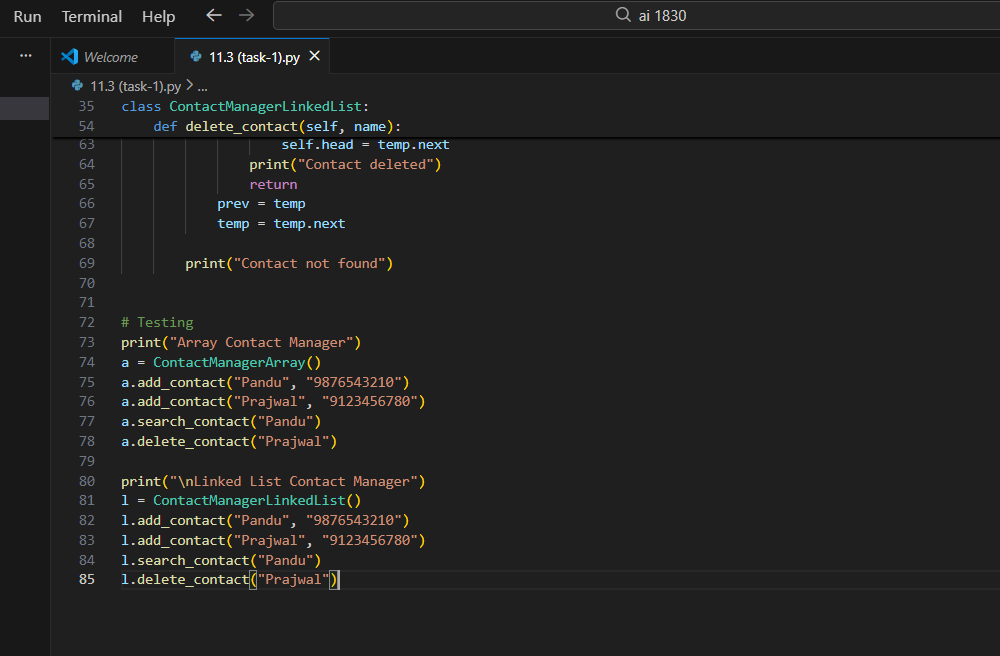 Run Terminal Help ai 1830
... Welcome 11.3 (task-1).py
11.3 (task-1).py > ...
35 class ContactManagerLinkedList:
54 def delete_contact(self, name):
63 self.head = temp.next
64 print("Contact deleted")
65 return
66 prev = temp
67 temp = temp.next
68
69 print("Contact not found")
70
71
72 # Testing
73 print("Array Contact Manager")
74 a = ContactManagerArray()
75 a.add_contact("Pandu", "9876543210")
76 a.add_contact("Prajwal", "9123456780")
77 a.search_contact("Pandu")
78 a.delete_contact("Prajwal")
79
80 print("\nLinked List Contact Manager")
81 l = ContactManagerLinkedList()
82 l.add_contact("Pandu", "9876543210")
83 l.add_contact("Prajwal", "9123456780")
84 l.search_contact("Pandu")
85 l.delete_contact("Prajwal")